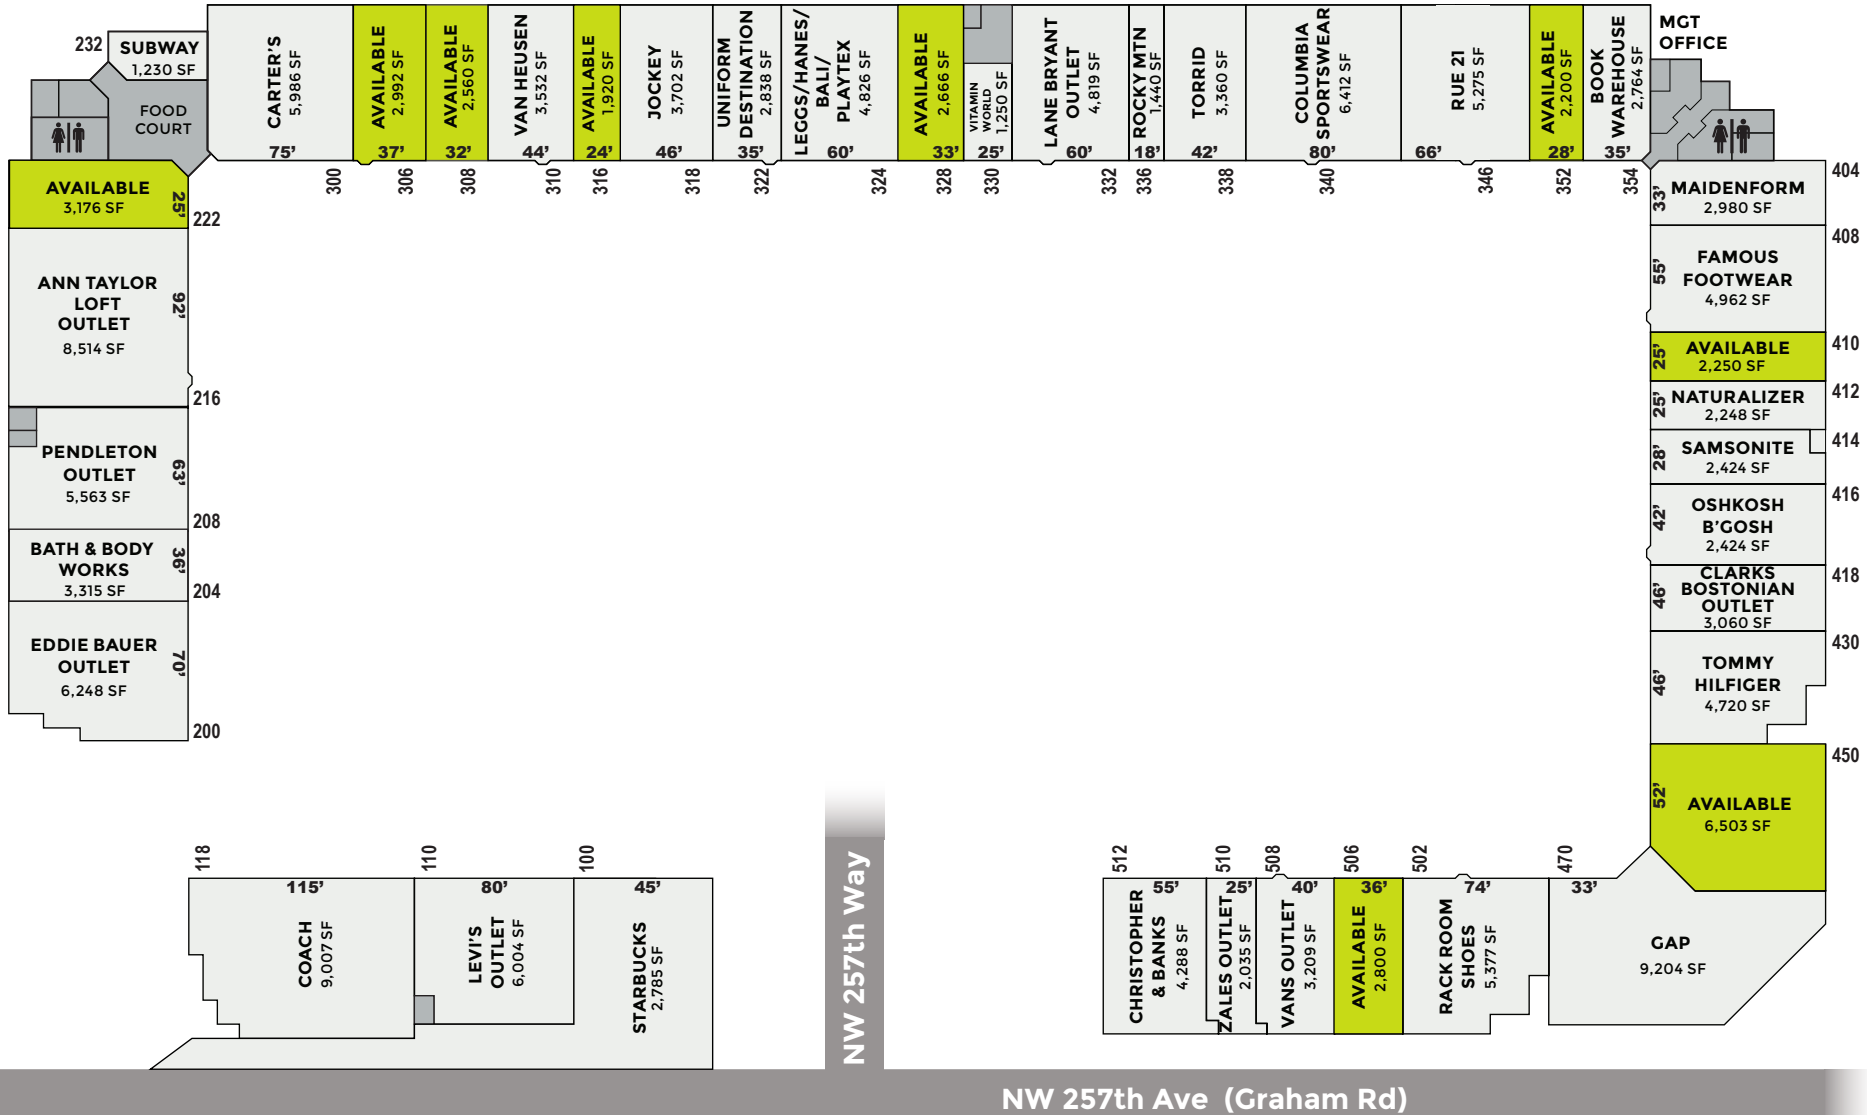 232
SUBWAY
1,230 SF
FOOD
COURT
CARTER'S
5,986 SF
75'
300
AVAILABLE
2,992 SF
37'
306
AVAILABLE
2,560 SF
32'
308
VAN HEUSEN
3,532 SF
44'
310
AVAILABLE
1,920 SF
24'
316
JOCKEY
3,702 SF
46'
318
UNIFORM
DESTINATION
2,838 SF
35'
322
LEGGS/HANES/
BALI/
PLAYTEX
4,826 SF
60'
324
AVAILABLE
2,666 SF
33'
328
VITAMIN
WORLD
1,250 SF
25'
330
LANE BRYANT
OUTLET
4,819 SF
60'
332
ROCKY MTN
1,440 SF
18'
336
TORRID
3,360 SF
42'
338
COLUMBIA
SPORTSWEAR
6,412 SF
80'
340
RUE 21
5,275 SF
66'
346
AVAILABLE
2,200 SF
28'
352
BOOK
WAREHOUSE
2,764 SF
35'
354
MGT
OFFICE
404
MAIDENFORM
2,980 SF
33'
408
FAMOUS
FOOTWEAR
4,962 SF
55'
410
AVAILABLE
2,250 SF
25'
412
NATURALIZER
2,248 SF
25'
414
SAMSONITE
2,424 SF
28'
416
OSHKOSH
B'GOSH
2,424 SF
42'
418
CLARKS
BOSTONIAN
OUTLET
3,060 SF
46'
430
TOMMY
HILFIGER
4,720 SF
46'
450
AVAILABLE
6,503 SF
52'
AVAILABLE
3,176 SF
25'
222
ANN TAYLOR
LOFT
OUTLET
8,514 SF
92'
216
PENDLETON
OUTLET
5,563 SF
63'
208
BATH & BODY
WORKS
3,315 SF
36'
204
EDDIE BAUER
OUTLET
6,248 SF
70'
200
118
115'
COACH
9,007 SF
110
80'
LEVI'S
OUTLET
6,004 SF
100
45'
STARBUCKS
2,785 SF
NW 257th Way
512
55'
CHRISTOPHER
& BANKS
4,288 SF
510
25'
ZALES OUTLET
2,035 SF
508
40'
VANS OUTLET
3,209 SF
506
36'
AVAILABLE
2,800 SF
502
74'
RACK ROOM
SHOES
5,377 SF
470
33'
GAP
9,204 SF
NW 257th Ave (Graham Rd)